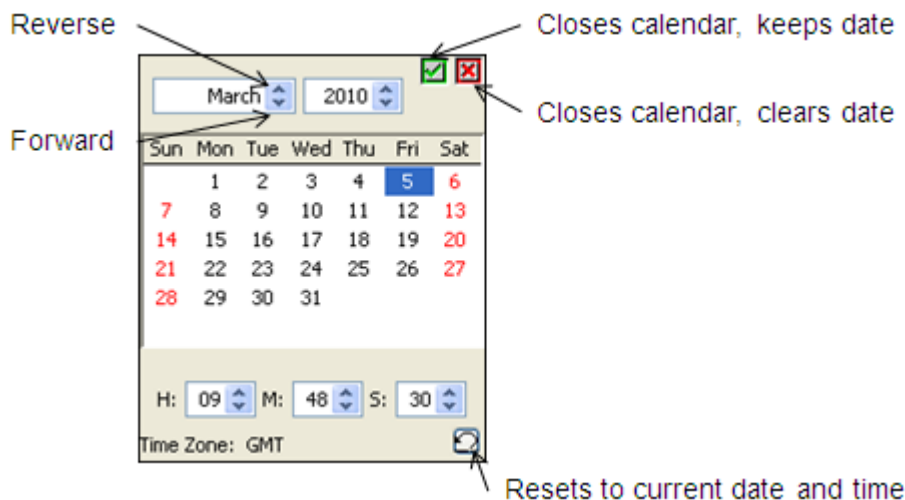 Reverse
Closes calendar, keeps date
March 2010
Closes calendar, clears date
Forward
Sun Mon Tue Wed Thu Fri Sat
1 2 3 4 5 6
7 8 9 10 11 12 13
14 15 16 17 18 19 20
21 22 23 24 25 26 27
28 29 30 31
H: 09 M: 48 S: 30
Time Zone: GMT
Resets to current date and time